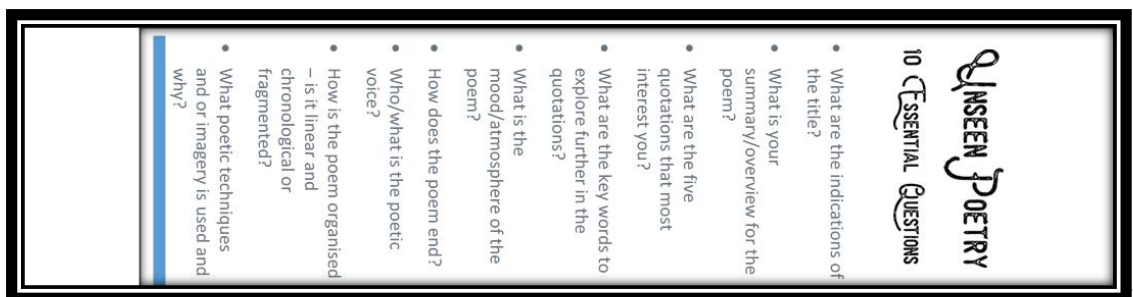 Unseen Poetry
10 Essential Questions
• What are the indications of
the title?
• What is your
summary/overview for the
poem?
• What are the five
quotations that most
interest you?
• What are the key words to
explore further in the
quotations?
• What is the
mood/atmosphere of the
poem?
• How does the poem end?
• Who/what is the poetic
voice?
• How is the poem organised
– is it linear and
chronological or
fragmented?
• What poetic techniques
and or imagery is used and
why?